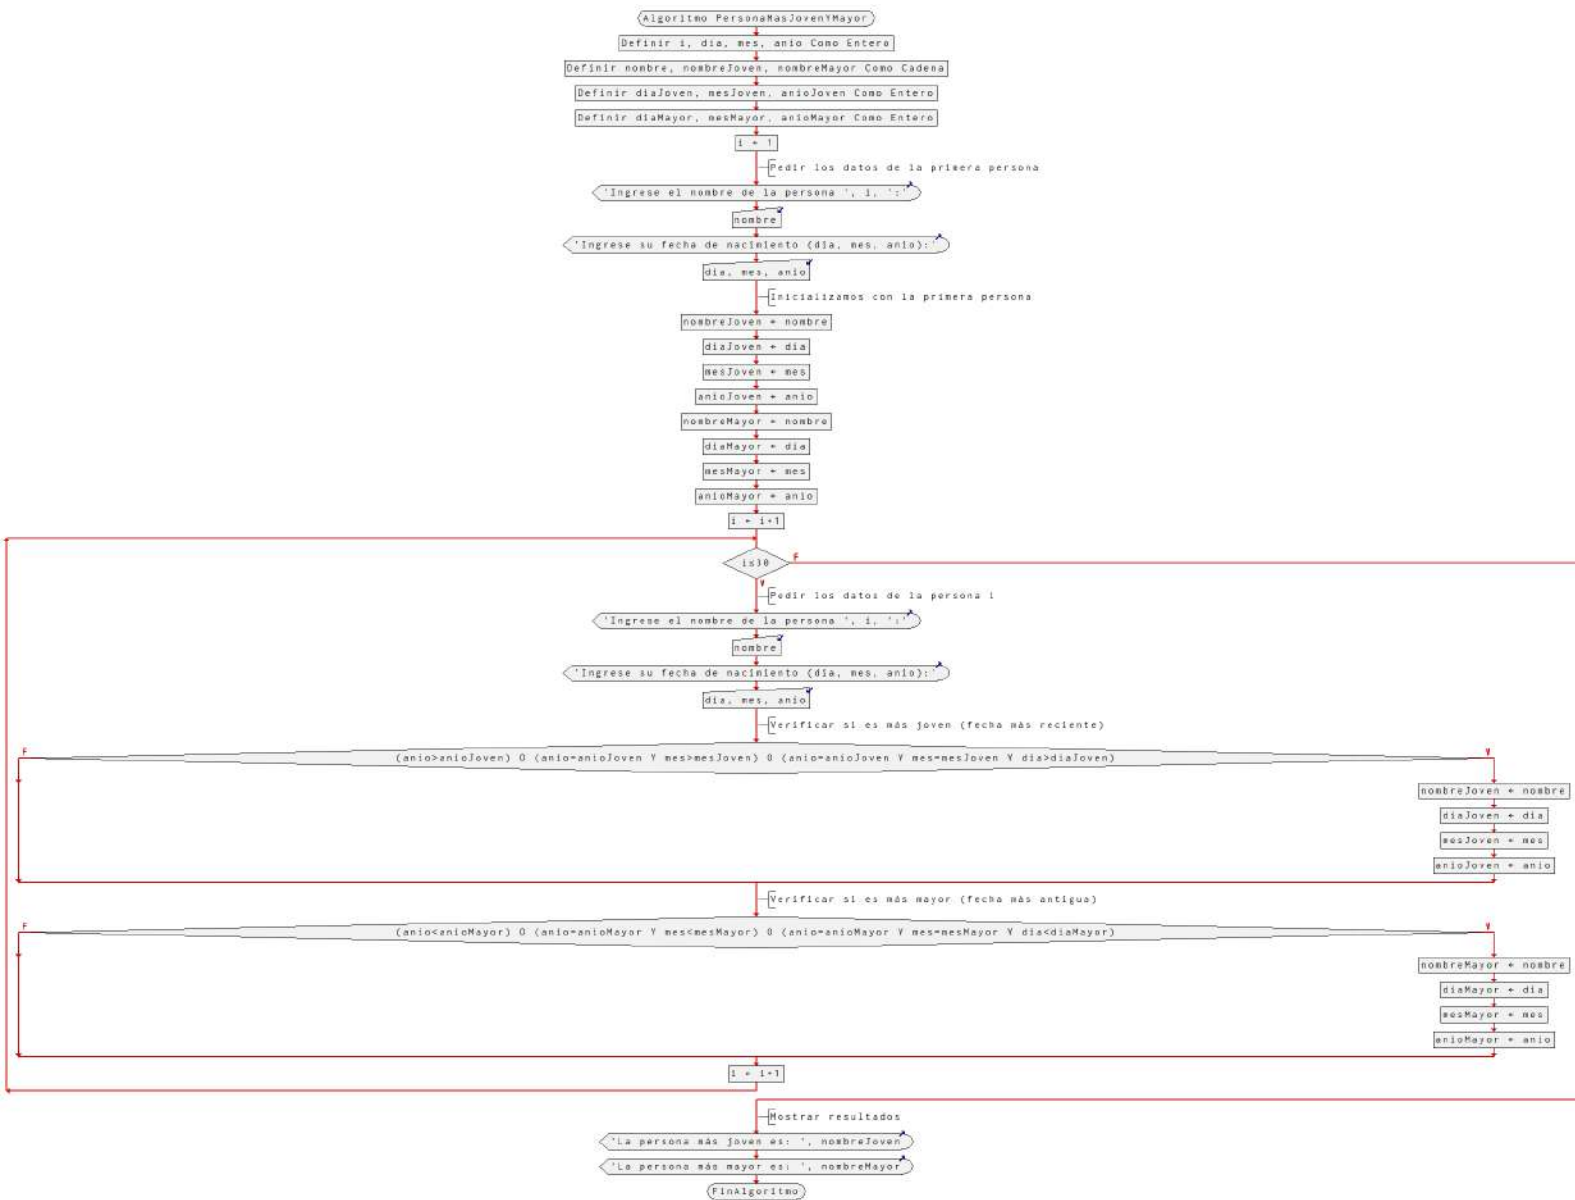 Algoritmo PersonaMasJovenYMayor
Definir i, dia, mes, anio Como Entero
Definir nombre, nombreJoven, nombreMayor Como Cadena
Definir diaJoven, mesJoven, anioJoven Como Entero
Definir diaMayor, mesMayor, anioMayor Como Entero
i ← 1
Pedir los datos de la primera persona
'Ingrese el nombre de la persona ', i, ':'
nombre
'Ingrese su fecha de nacimiento (dia, mes, anio):'
dia, mes, anio
Inicializamos con la primera persona
nombreJoven ← nombre
diaJoven ← dia
mesJoven ← mes
anioJoven ← anio
nombreMayor ← nombre
diaMayor ← dia
mesMayor ← mes
anioMayor ← anio
i ← i+1
i≤30 F
V
Pedir los datos de la persona i
'Ingrese el nombre de la persona ', i, ':'
nombre
'Ingrese su fecha de nacimiento (dia, mes, anio):'
dia, mes, anio
Verificar si es más joven (fecha más reciente)
F (anio>anioJoven) O (anio=anioJoven Y mes>mesJoven) O (anio=anioJoven Y mes=mesJoven Y dia>diaJoven) V
nombreJoven ← nombre
diaJoven ← dia
mesJoven ← mes
anioJoven ← anio
Verificar si es más mayor (fecha más antigua)
F (anio<anioMayor) O (anio=anioMayor Y mes<mesMayor) O (anio=anioMayor Y mes=mesMayor Y dia<diaMayor) V
nombreMayor ← nombre
diaMayor ← dia
mesMayor ← mes
anioMayor ← anio
i ← i+1
Mostrar resultados
'La persona más joven es: ', nombreJoven
'La persona más mayor es: ', nombreMayor
FinAlgoritmo